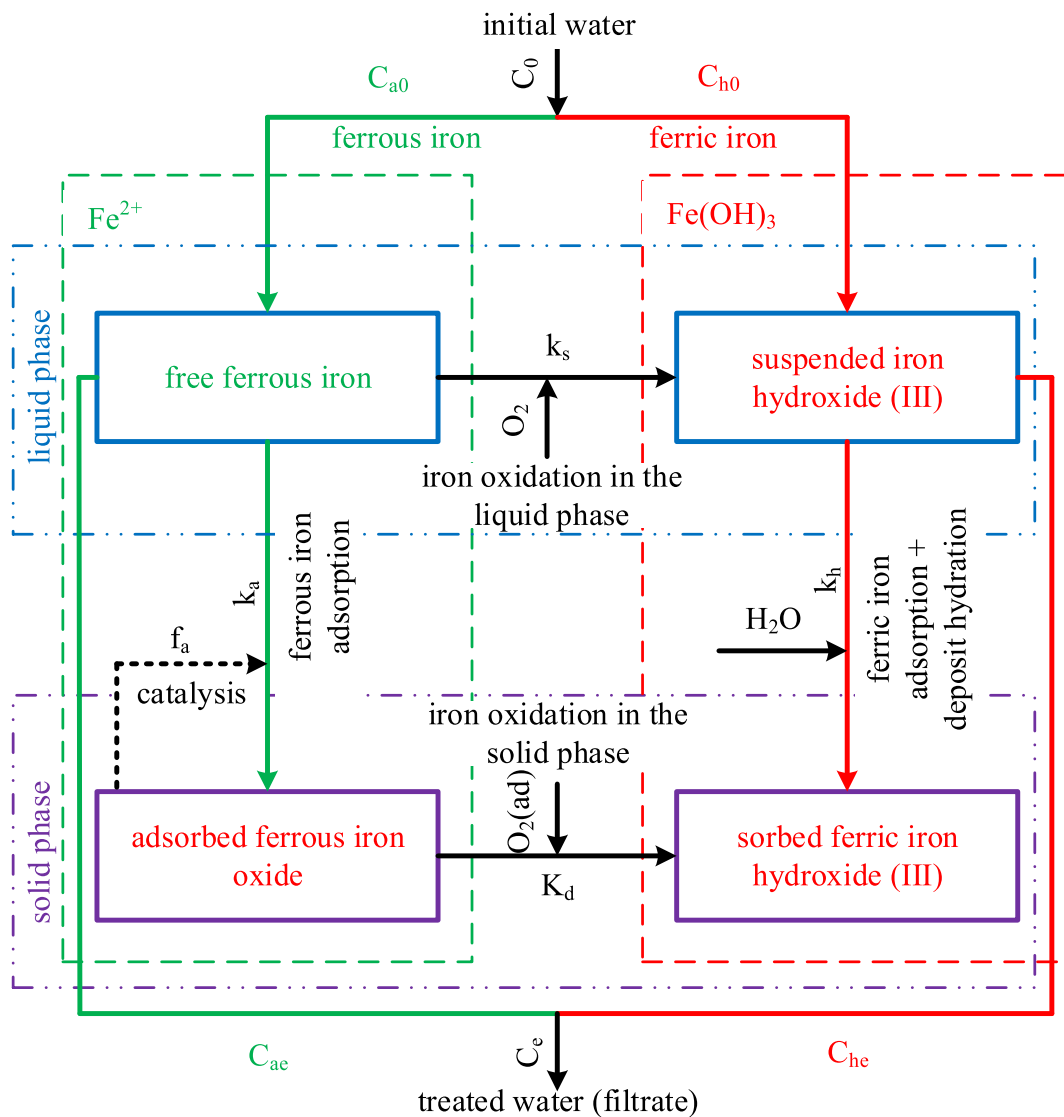 initial water
C₀
Cₐ₀
Cₕ₀
ferrous iron
ferric iron
Fe²⁺
Fe(OH)₃
liquid phase
free ferrous iron
kₛ
O₂
suspended iron
hydroxide (III)
iron oxidation in the
liquid phase
kₐ
ferrous iron
adsorption
kₕ
ferric iron
adsorption +
deposit hydration
H₂O
fₐ
catalysis
solid phase
iron oxidation in the
solid phase
O₂(ad)
adsorbed ferrous iron
oxide
K_d
sorbed ferric iron
hydroxide (III)
Cₐₑ
Cₑ
Cₕₑ
treated water (filtrate)